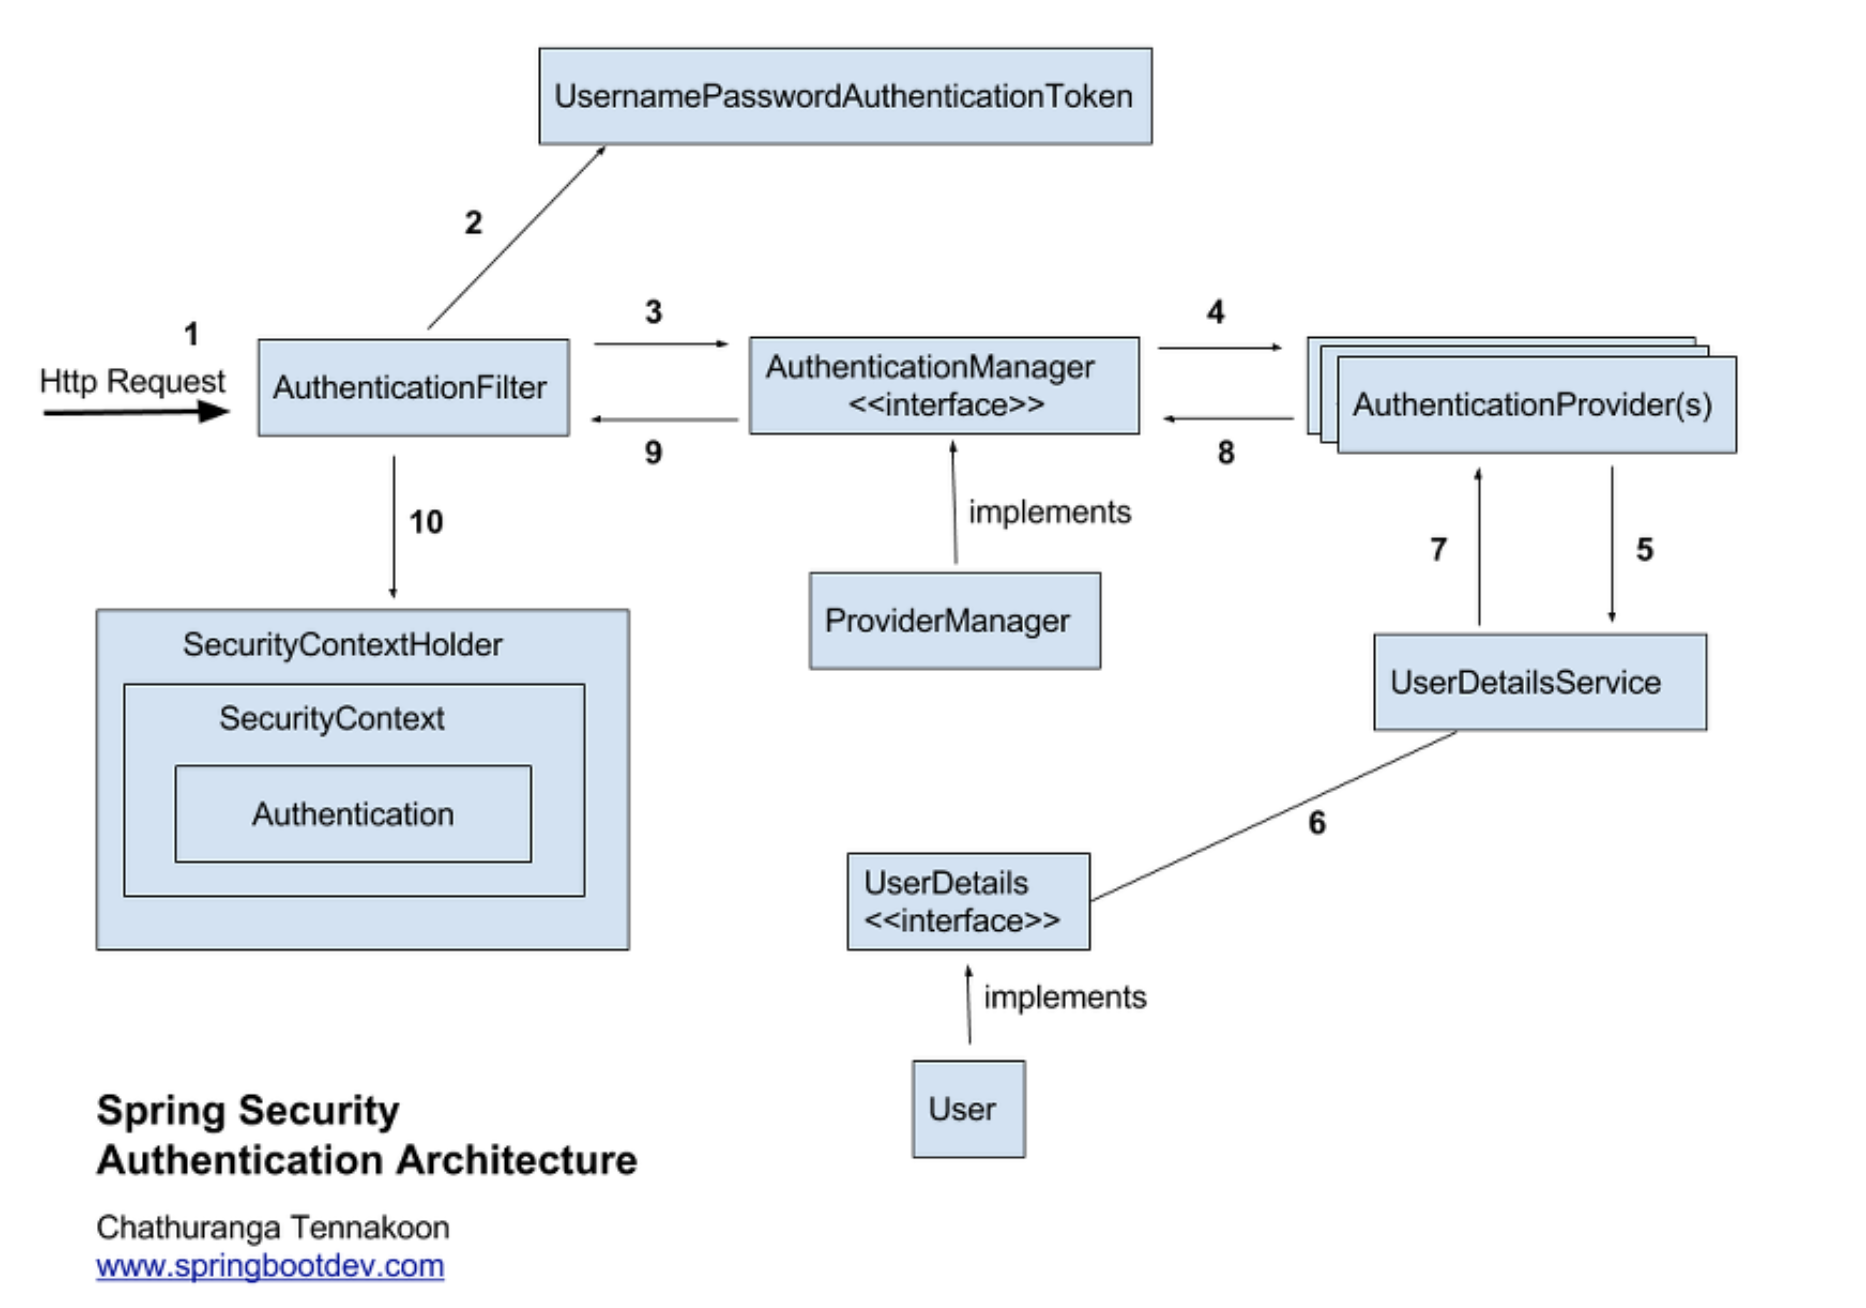 UsernamePasswordAuthenticationToken
2
1
Http Request
AuthenticationFilter
3
AuthenticationManager
<<interface>>
4
AuthenticationProvider(s)
9
8
10
implements
7
5
ProviderManager
SecurityContextHolder
SecurityContext
Authentication
UserDetailsService
6
UserDetails
<<interface>>
implements
User
Spring Security
Authentication Architecture
Chathuranga Tennakoon
www.springbootdev.com